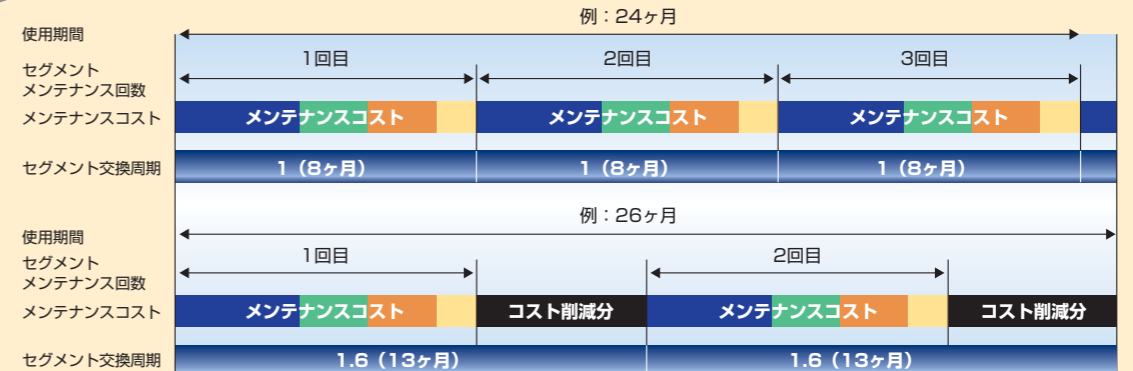 例：24ヶ月
使用期間
1回目 2回目 3回目
セグメント
メンテナンス回数
メンテナンスコスト メンテナンスコスト メンテナンスコスト メンテナンスコスト
セグメント交換周期 1（8ヶ月） 1（8ヶ月） 1（8ヶ月）
例：26ヶ月
使用期間
1回目 2回目
セグメント
メンテナンス回数
メンテナンスコスト メンテナンスコスト コスト削減分 メンテナンスコスト コスト削減分
セグメント交換周期 1.6（13ヶ月） 1.6（13ヶ月）